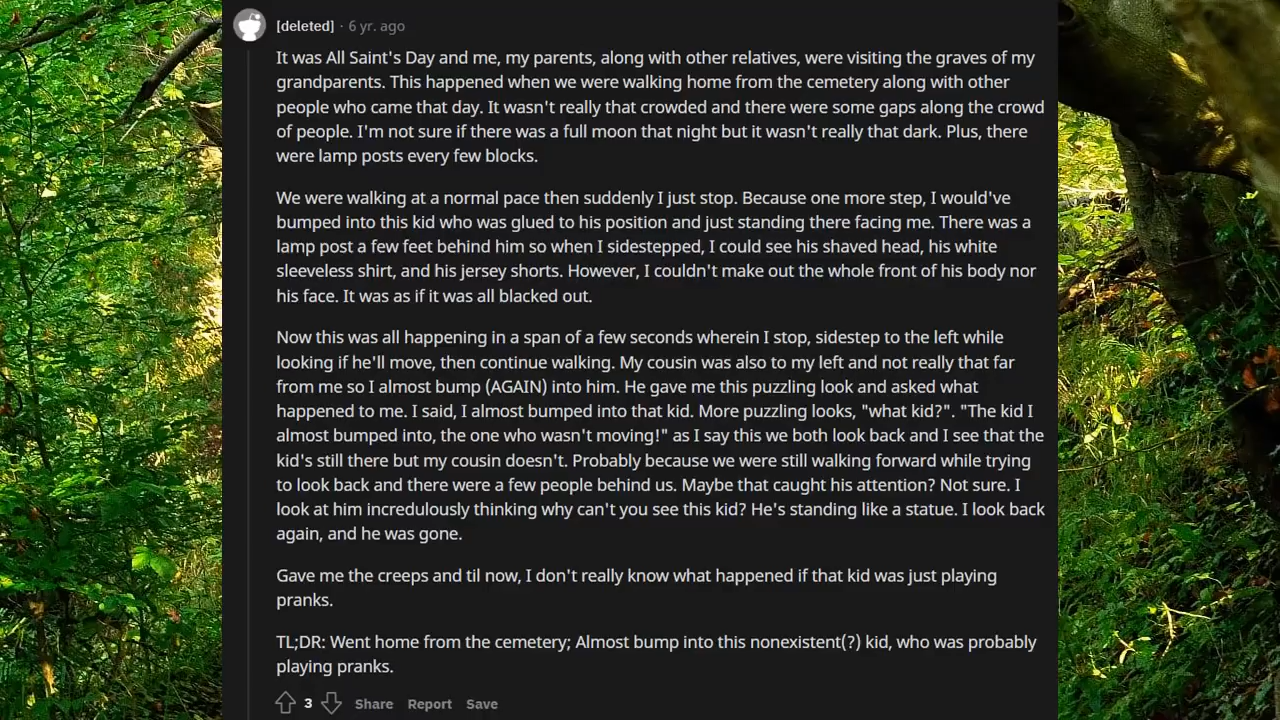 [deleted] · 6 yr. ago
It was All Saint's Day and me, my parents, along with other relatives, were visiting the graves of my
grandparents. This happened when we were walking home from the cemetery along with other
people who came that day. It wasn't really that crowded and there were some gaps along the crowd
of people. I'm not sure if there was a full moon that night but it wasn't really that dark. Plus, there
were lamp posts every few blocks.
We were walking at a normal pace then suddenly I just stop. Because one more step, I would've
bumped into this kid who was glued to his position and just standing there facing me. There was a
lamp post a few feet behind him so when I sidestepped, I could see his shaved head, his white
sleeveless shirt, and his jersey shorts. However, I couldn't make out the whole front of his body nor
his face. It was as if it was all blacked out.
Now this was all happening in a span of a few seconds wherein I stop, sidestep to the left while
looking if he'll move, then continue walking. My cousin was also to my left and not really that far
from me so I almost bump (AGAIN) into him. He gave me this puzzling look and asked what
happened to me. I said, I almost bumped into that kid. More puzzling looks, "what kid?". "The kid I
almost bumped into, the one who wasn't moving!" as I say this we both look back and I see that the
kid's still there but my cousin doesn't. Probably because we were still walking forward while trying
to look back and there were a few people behind us. Maybe that caught his attention? Not sure. I
look at him incredulously thinking why can't you see this kid? He's standing like a statue. I look back
again, and he was gone.
Gave me the creeps and til now, I don't really know what happened if that kid was just playing
pranks.
TL;DR: Went home from the cemetery; Almost bump into this nonexistent(?) kid, who was probably
playing pranks.
3 Share Report Save